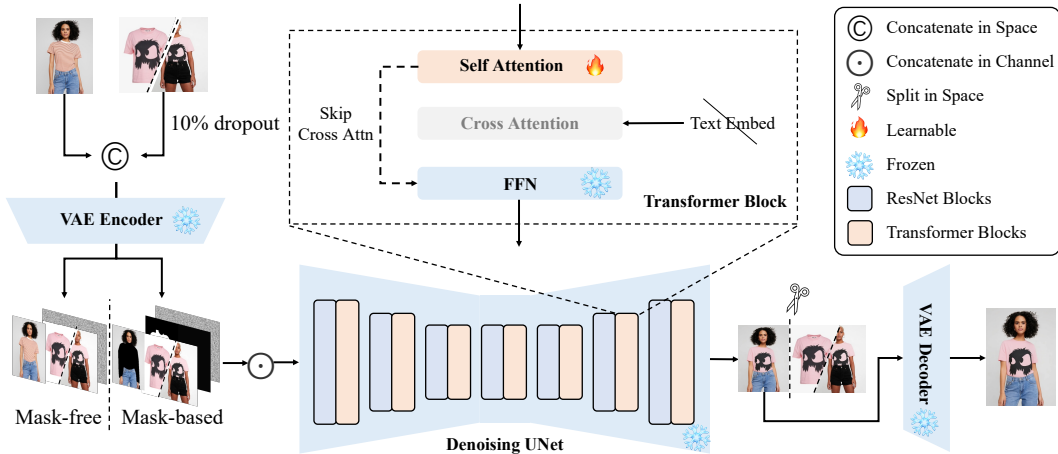 10% dropout
©
VAE Encoder
Mask-free
Mask-based
Self Attention
Skip
Cross Attn
Cross Attention
Text Embed
FFN
Transformer Block
Denoising UNet
VAE Decoder
© Concatenate in Space
Concatenate in Channel
Split in Space
Learnable
Frozen
ResNet Blocks
Transformer Blocks